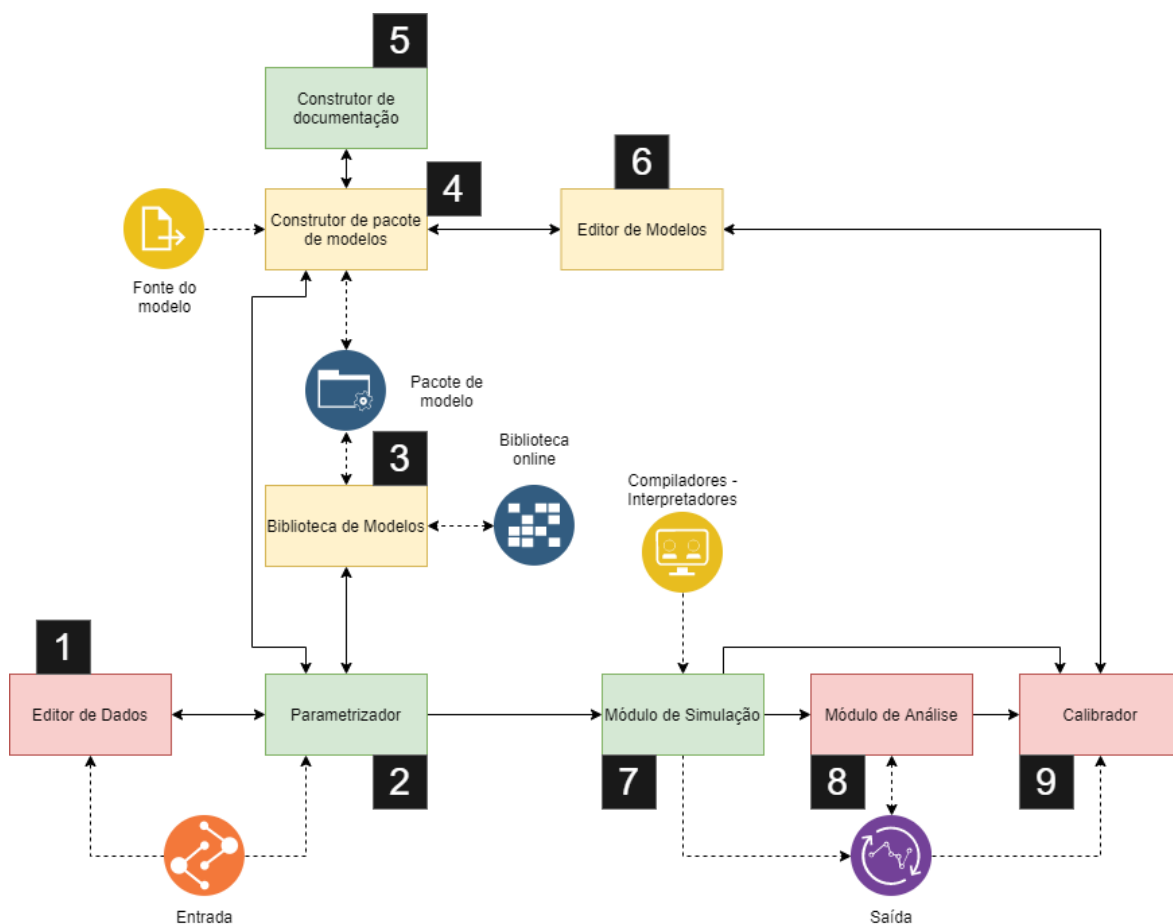 5
Construtor de
documentação
4
6
Construtor de pacote
de modelos
Editor de Modelos
Fonte do
modelo
Pacote de
modelo
3
Biblioteca
online
Compiladores -
Interpretadores
Biblioteca de Modelos
1
Editor de Dados
Parametrizador
Módulo de Simulação
Módulo de Análise
Calibrador
2
7
8
9
Entrada
Saída